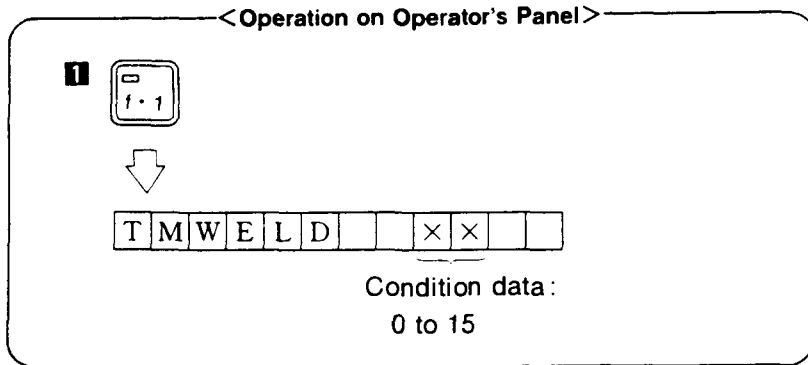 <Operation on Operator's Panel>
1
f・1
TMWELD ××
Condition data:
0 to 15